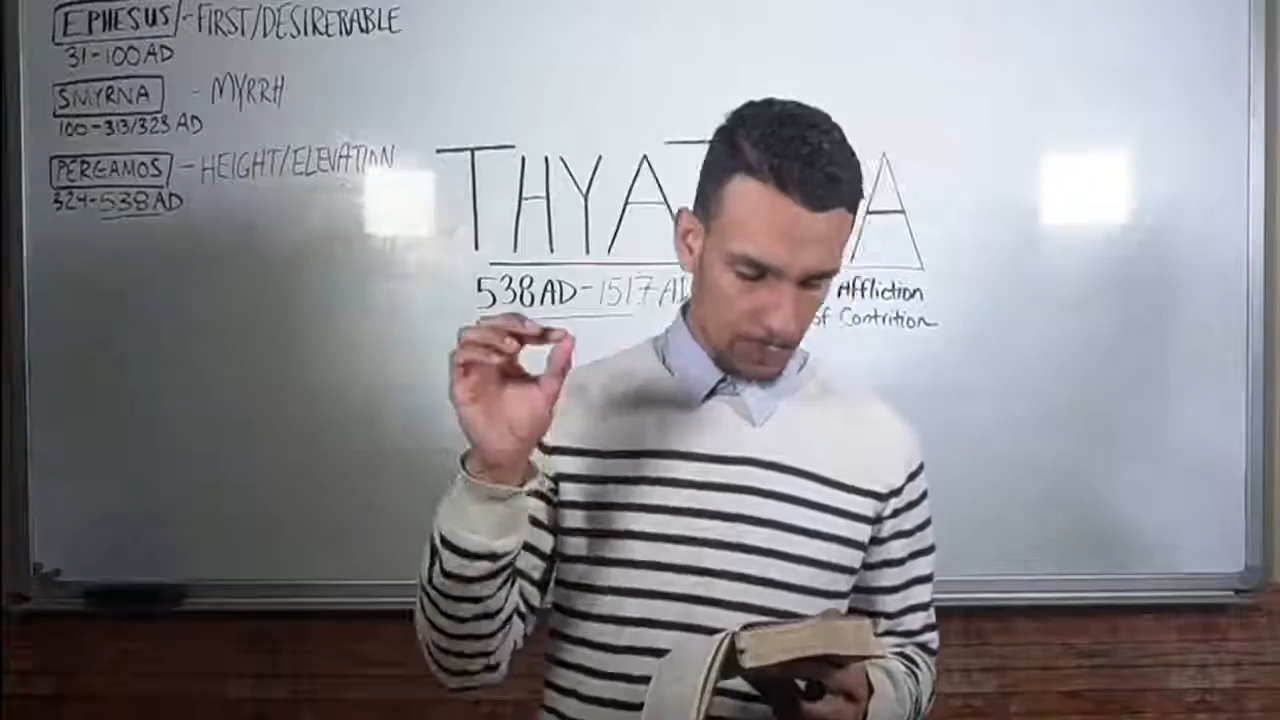 EPHESUS - FIRST/DESIRERABLE
31-100 AD
SMYRNA - MYRRH
100-313/323 AD
PERGAMOS - HEIGHT/ELEVATION
324-538 AD
THYAT A
538 AD - 1517 AD Affliction
of Contrition